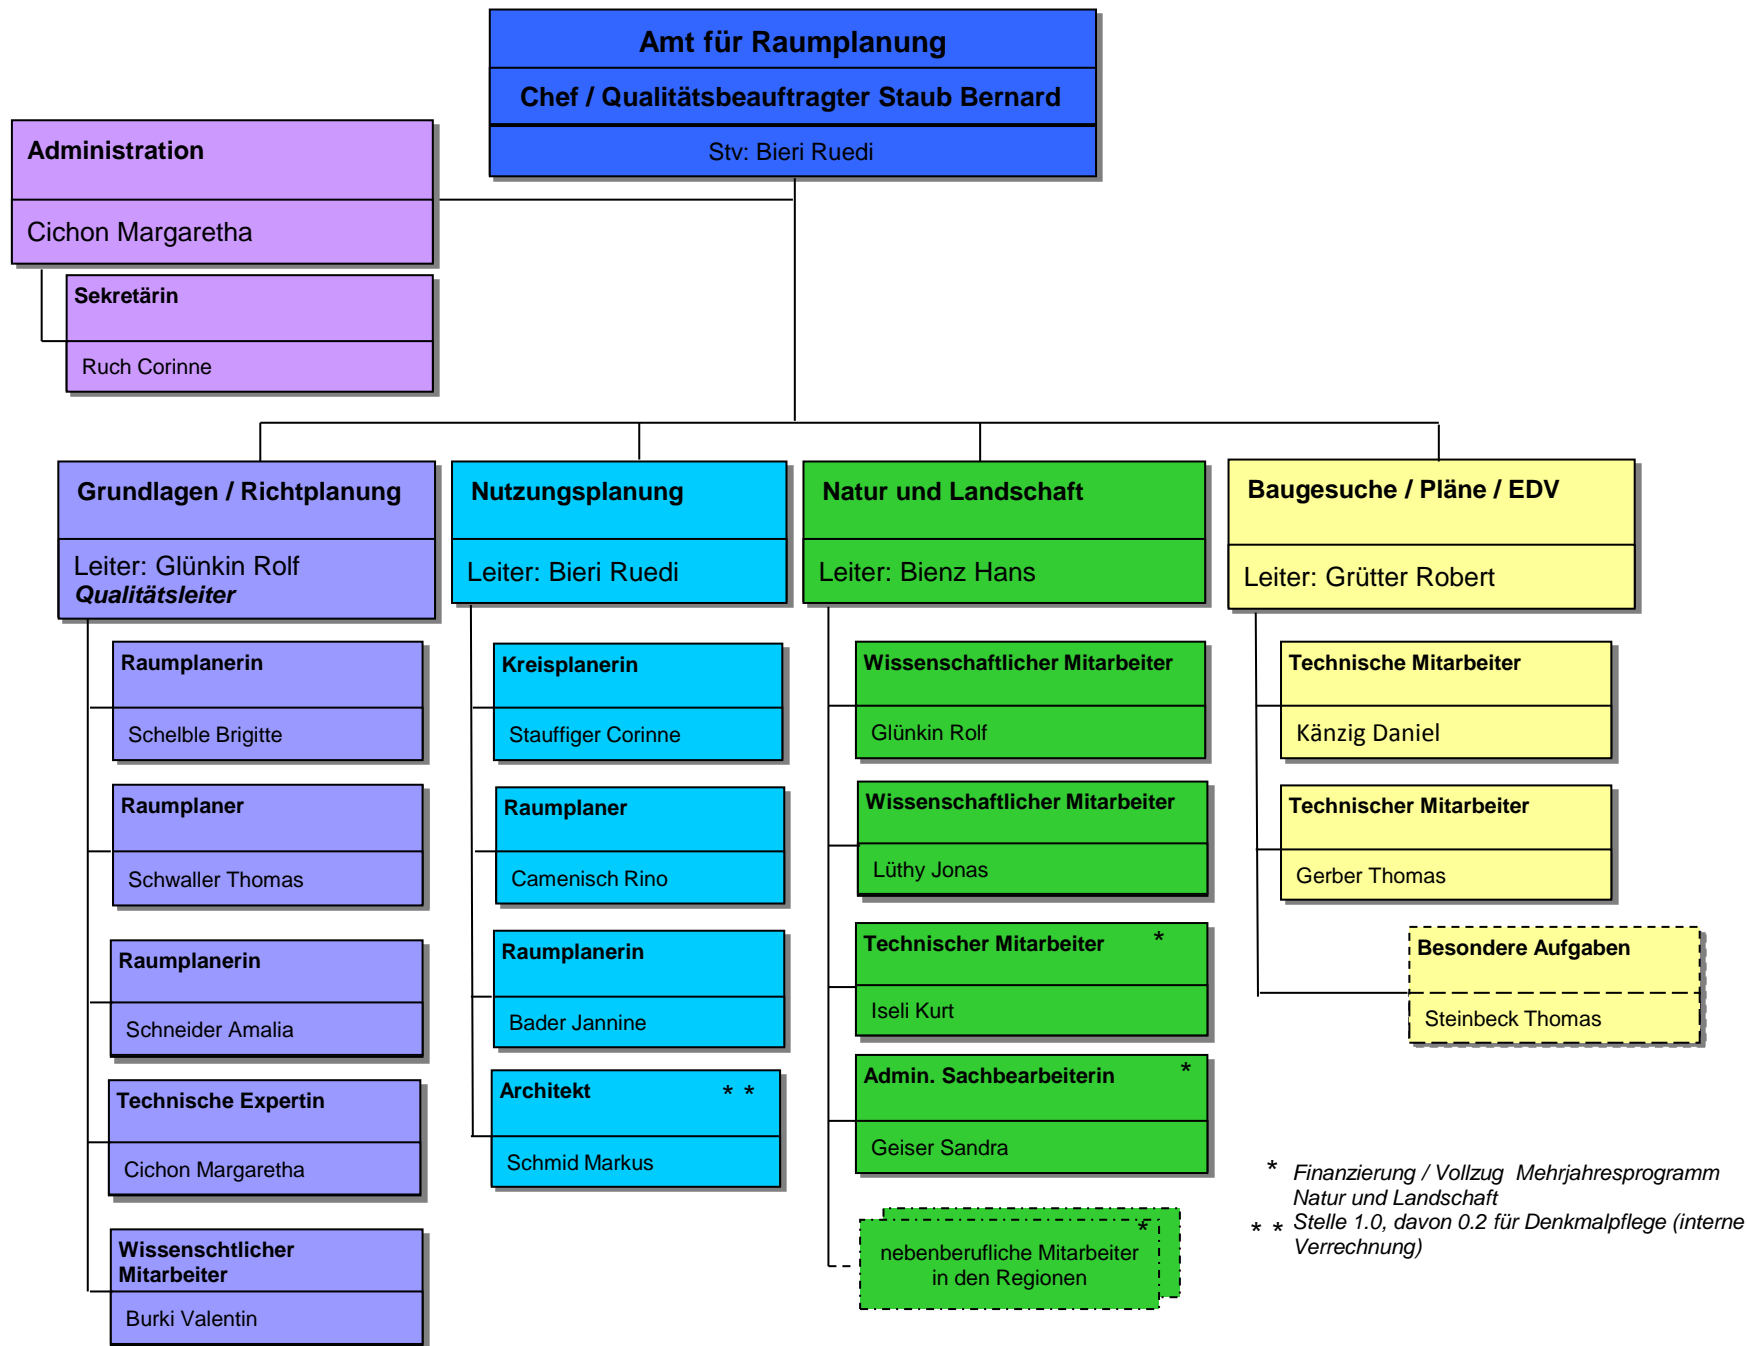 Amt für Raumplanung
Chef / Qualitätsbeauftragter Staub Bernard
Stv: Bieri Ruedi
Administration
Cichon Margaretha
Sekretärin
Ruch Corinne
Grundlagen / Richtplanung
Leiter: Glünkin Rolf
Qualitätsleiter
Raumplanerin
Schelble Brigitte
Raumplaner
Schwaller Thomas
Raumplanerin
Schneider Amalia
Technische Expertin
Cichon Margaretha
Wissenschtlicher
Mitarbeiter
Burki Valentin
Nutzungsplanung
Leiter: Bieri Ruedi
Kreisplanerin
Stauffiger Corinne
Raumplaner
Camenisch Rino
Raumplanerin
Bader Jannine
Architekt * *
Schmid Markus
Natur und Landschaft
Leiter: Bienz Hans
Wissenschaftlicher Mitarbeiter
Glünkin Rolf
Wissenschaftlicher Mitarbeiter
Lüthy Jonas
Technischer Mitarbeiter *
Iseli Kurt
Admin. Sachbearbeiterin *
Geiser Sandra
*
nebenberufliche Mitarbeiter
in den Regionen
Baugesuche / Pläne / EDV
Leiter: Grütter Robert
Technische Mitarbeiter
Känzig Daniel
Technischer Mitarbeiter
Gerber Thomas
Besondere Aufgaben
Steinbeck Thomas
* Finanzierung / Vollzug Mehrjahresprogramm
Natur und Landschaft
* * Stelle 1.0, davon 0.2 für Denkmalpflege (interne
Verrechnung)